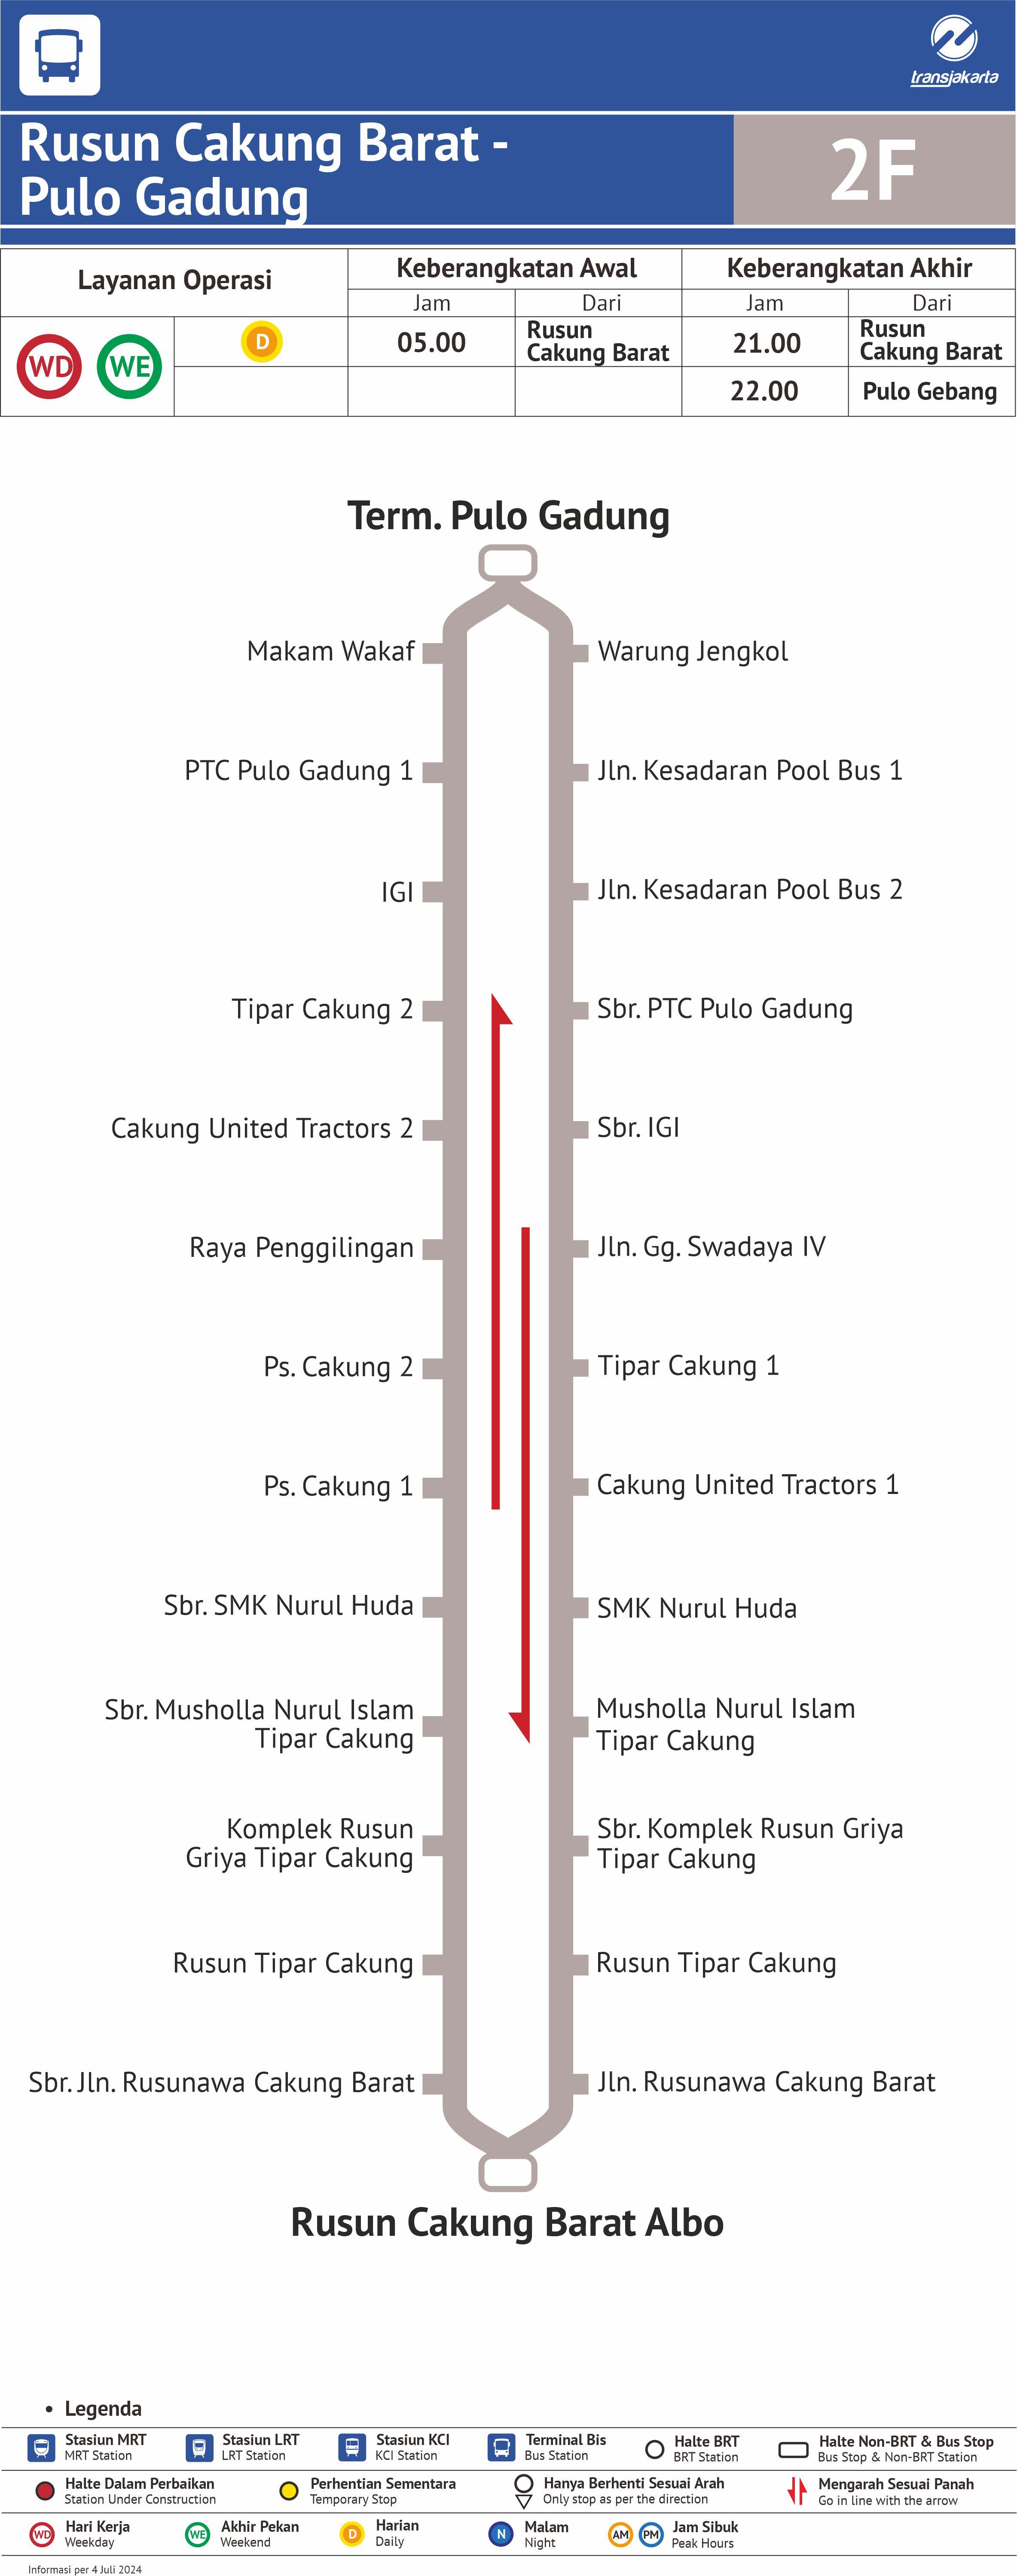 transjakarta
Rusun Cakung Barat -
Pulo Gadung
2F
Layanan Operasi
Keberangkatan Awal
Keberangkatan Akhir
Jam
Dari
Jam
Dari
WD
WE
D
05.00
Rusun
Cakung Barat
21.00
Rusun
Cakung Barat
22.00
Pulo Gebang
Term. Pulo Gadung
Makam Wakaf
Warung Jengkol
PTC Pulo Gadung 1
Jln. Kesadaran Pool Bus 1
IGI
Jln. Kesadaran Pool Bus 2
Tipar Cakung 2
Sbr. PTC Pulo Gadung
Cakung United Tractors 2
Sbr. IGI
Raya Penggilingan
Jln. Gg. Swadaya IV
Ps. Cakung 2
Tipar Cakung 1
Ps. Cakung 1
Cakung United Tractors 1
Sbr. SMK Nurul Huda
SMK Nurul Huda
Sbr. Musholla Nurul Islam
Tipar Cakung
Musholla Nurul Islam
Tipar Cakung
Komplek Rusun
Griya Tipar Cakung
Sbr. Komplek Rusun Griya
Tipar Cakung
Rusun Tipar Cakung
Rusun Tipar Cakung
Sbr. Jln. Rusunawa Cakung Barat
Jln. Rusunawa Cakung Barat
Rusun Cakung Barat Albo
• Legenda
Stasiun MRT
MRT Station
Stasiun LRT
LRT Station
Stasiun KCI
KCI Station
Terminal Bis
Bus Station
Halte BRT
BRT Station
Halte Non-BRT & Bus Stop
Bus Stop & Non-BRT Station
Halte Dalam Perbaikan
Station Under Construction
Perhentian Sementara
Temporary Stop
Hanya Berhenti Sesuai Arah
Only stop as per the direction
Mengarah Sesuai Panah
Go in line with the arrow
WD
Hari Kerja
Weekday
WE
Akhir Pekan
Weekend
D
Harian
Daily
N
Malam
Night
AM
PM
Jam Sibuk
Peak Hours
Informasi per 4 Juli 2024